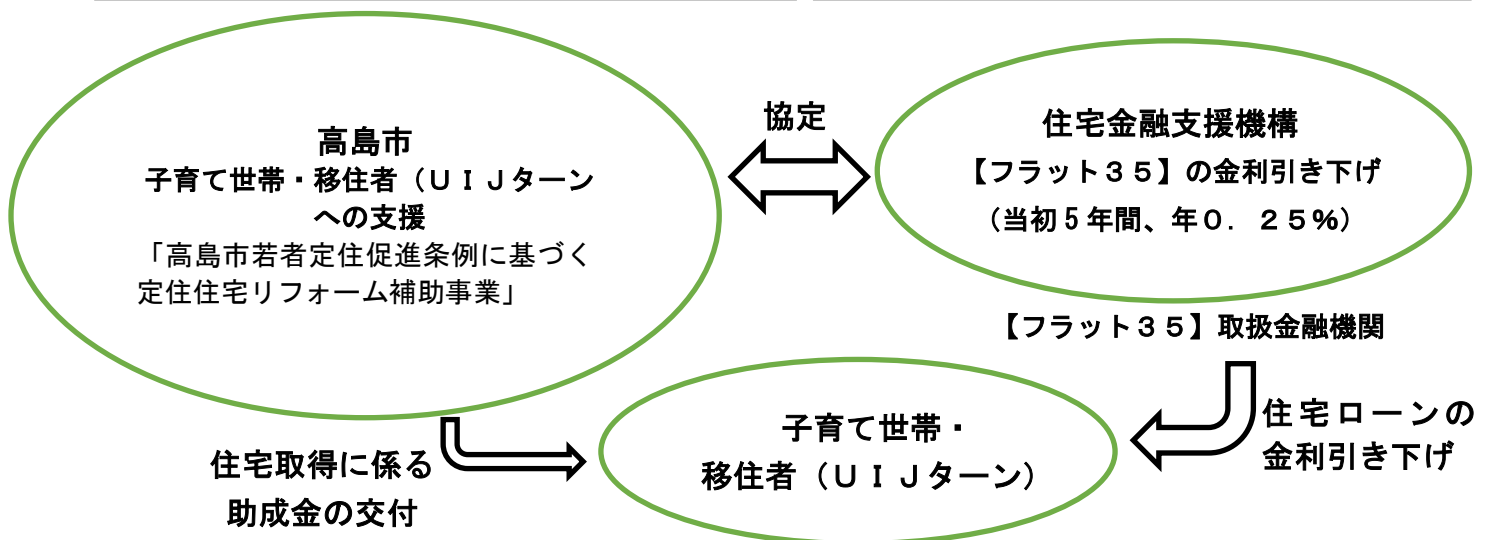 高島市
子育て世帯・移住者（ＵＩＪターン
への支援
「高島市若者定住促進条例に基づく
定住住宅リフォーム補助事業」
協定
住宅金融支援機構
【フラット３５】の金利引き下げ
（当初５年間、年０．２５％）
【フラット３５】取扱金融機関
住宅ローンの
金利引き下げ
子育て世帯・
移住者（ＵＩＪターン）
住宅取得に係る
助成金の交付